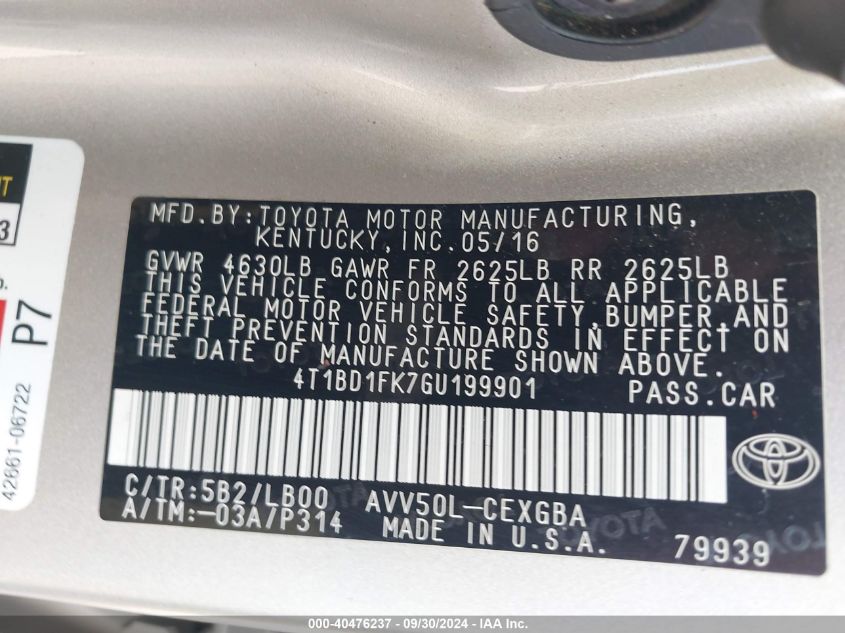 MFD.BY:TOYOTA MOTOR MANUFACTURING,
KENTUCKY,INC.05/16
GVWR 4630LB GAWR FR 2625LB RR 2625LB
THIS VEHICLE CONFORMS TO ALL APPLICABLE
FEDERAL MOTOR VEHICLE SAFETY,BUMPER,AND
THEFT PREVENTION STANDARDS IN EFFECT ON
THE DATE OF MANUFACTURE SHOWN ABOVE.
4T1BD1FK7GU199901 PASS.CAR
C/TR:5B2/LB00 AVV50L-CEXGBA
A/TM:-03A/P314 MADE IN U.S.A. 79939
TOYOTA
P7
42661-06722
3
000-40476237 - 09/30/2024 - IAA Inc.